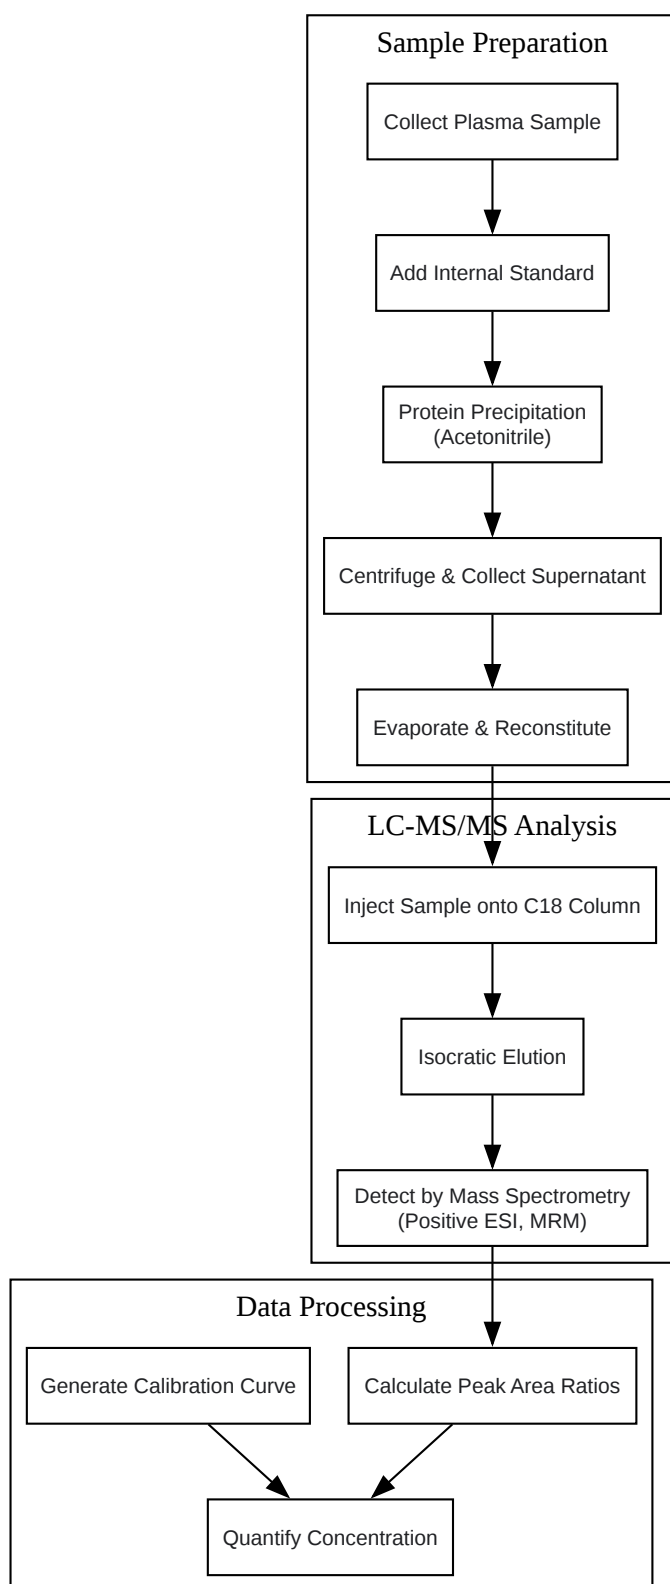 Sample Preparation
Collect Plasma Sample
Add Internal Standard
Protein Precipitation
(Acetonitrile)
Centrifuge & Collect Supernatant
Evaporate & Reconstitute
LC-MS/MS Analysis
Inject Sample onto C18 Column
Isocratic Elution
Detect by Mass Spectrometry
(Positive ESI, MRM)
Data Processing
Generate Calibration Curve
Calculate Peak Area Ratios
Quantify Concentration